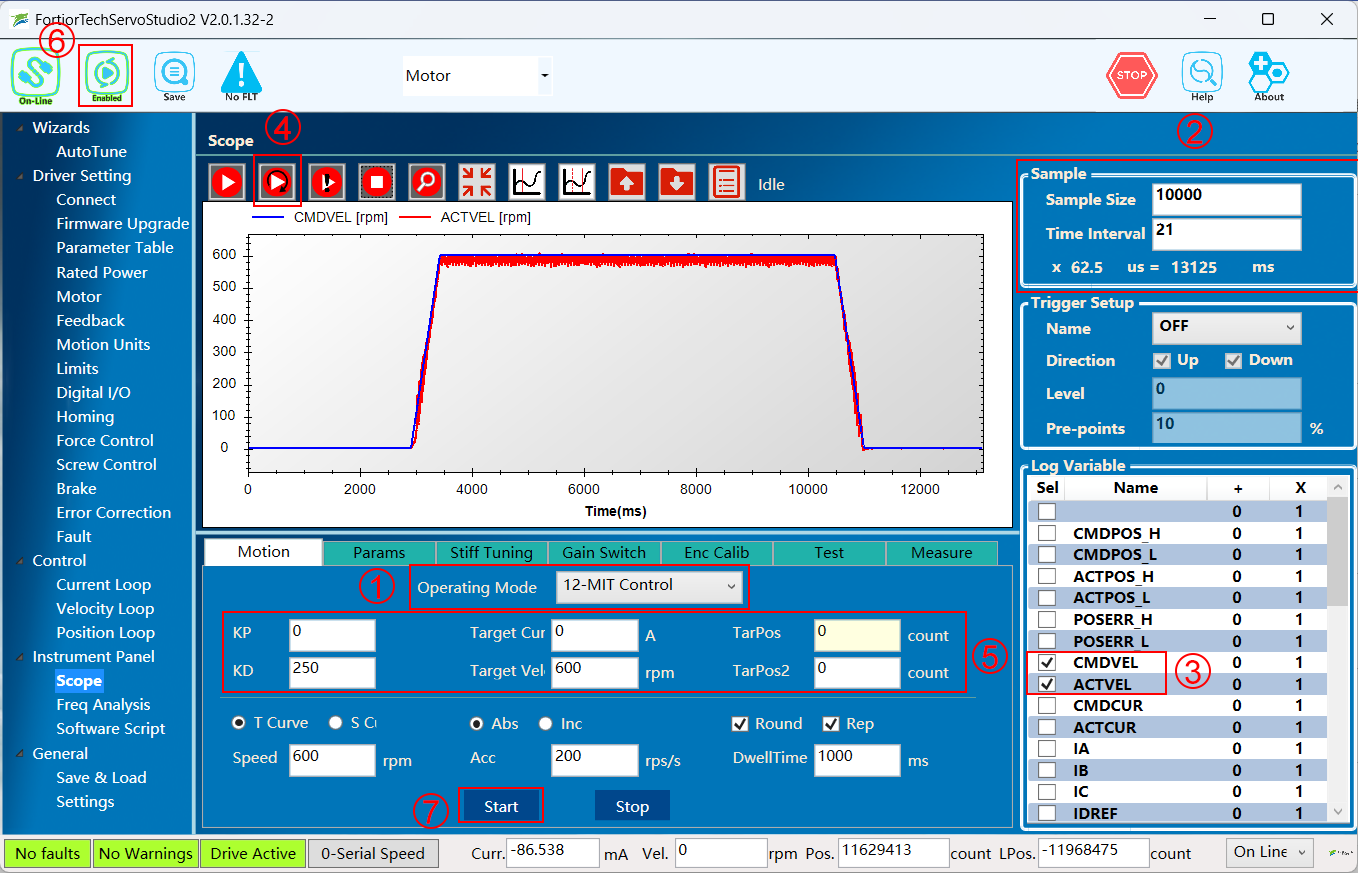 FortiorTechServoStudio2 V2.0.1.32-2
⑥
On-Line
Enabled
Save
No FLT
Motor
STOP
Help
About
②
④
Wizards
AutoTune
Driver Setting
Connect
Firmware Upgrade
Parameter Table
Rated Power
Motor
Feedback
Motion Units
Limits
Digital I/O
Homing
Force Control
Screw Control
Brake
Error Correction
Fault
Control
Current Loop
Velocity Loop
Position Loop
Instrument Panel
Scope
Freq Analysis
Software Script
General
Save & Load
Settings
Scope
Idle
CMDVEL [rpm] ACTVEL [rpm]
600
500
400
300
200
100
0
0 2000 4000 6000 8000 10000 12000
Time(ms)
Sample
Sample Size 10000
Time Interval 21
x 62.5 us = 13125 ms
Trigger Setup
Name OFF
Direction Up Down
Level 0
Pre-points 10 %
Log Variable
Sel Name + X
0 1
CMDPOS_H 0 1
CMDPOS_L 0 1
ACTPOS_H 0 1
ACTPOS_L 0 1
POSERR_H 0 1
POSERR_L 0 1
CMDVEL 0 1
③
ACTVEL 0 1
CMDCUR 0 1
ACTCUR 0 1
IA 0 1
IB 0 1
IC 0 1
IDREF 0 1
Motion Params Stiff Tuning Gain Switch Enc Calib Test Measure
① Operating Mode 12-MIT Control
KP 0 Target Cur 0 A TarPos 0 count
⑤
KD 250 Target Vel 600 rpm TarPos2 0 count
T Curve S Cu Abs Inc Round Rep
Speed 600 rpm Acc 200 rps/s DwellTime 1000 ms
⑦ Start Stop
No faults No Warnings Drive Active 0-Serial Speed Curr. -86.538 mA Vel. 0 rpm Pos. 11629413 count LPos. -11968475 count On Line